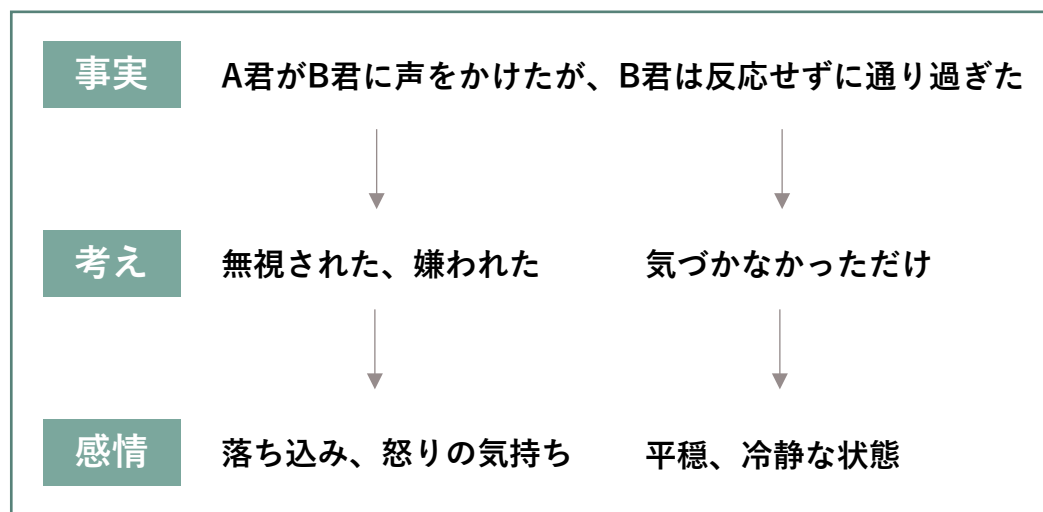 事実
A君がB君に声をかけたが、B君は反応せずに通り過ぎた
考え
無視された、嫌われた
気づかなかっただけ
感情
落ち込み、怒りの気持ち
平穏、冷静な状態